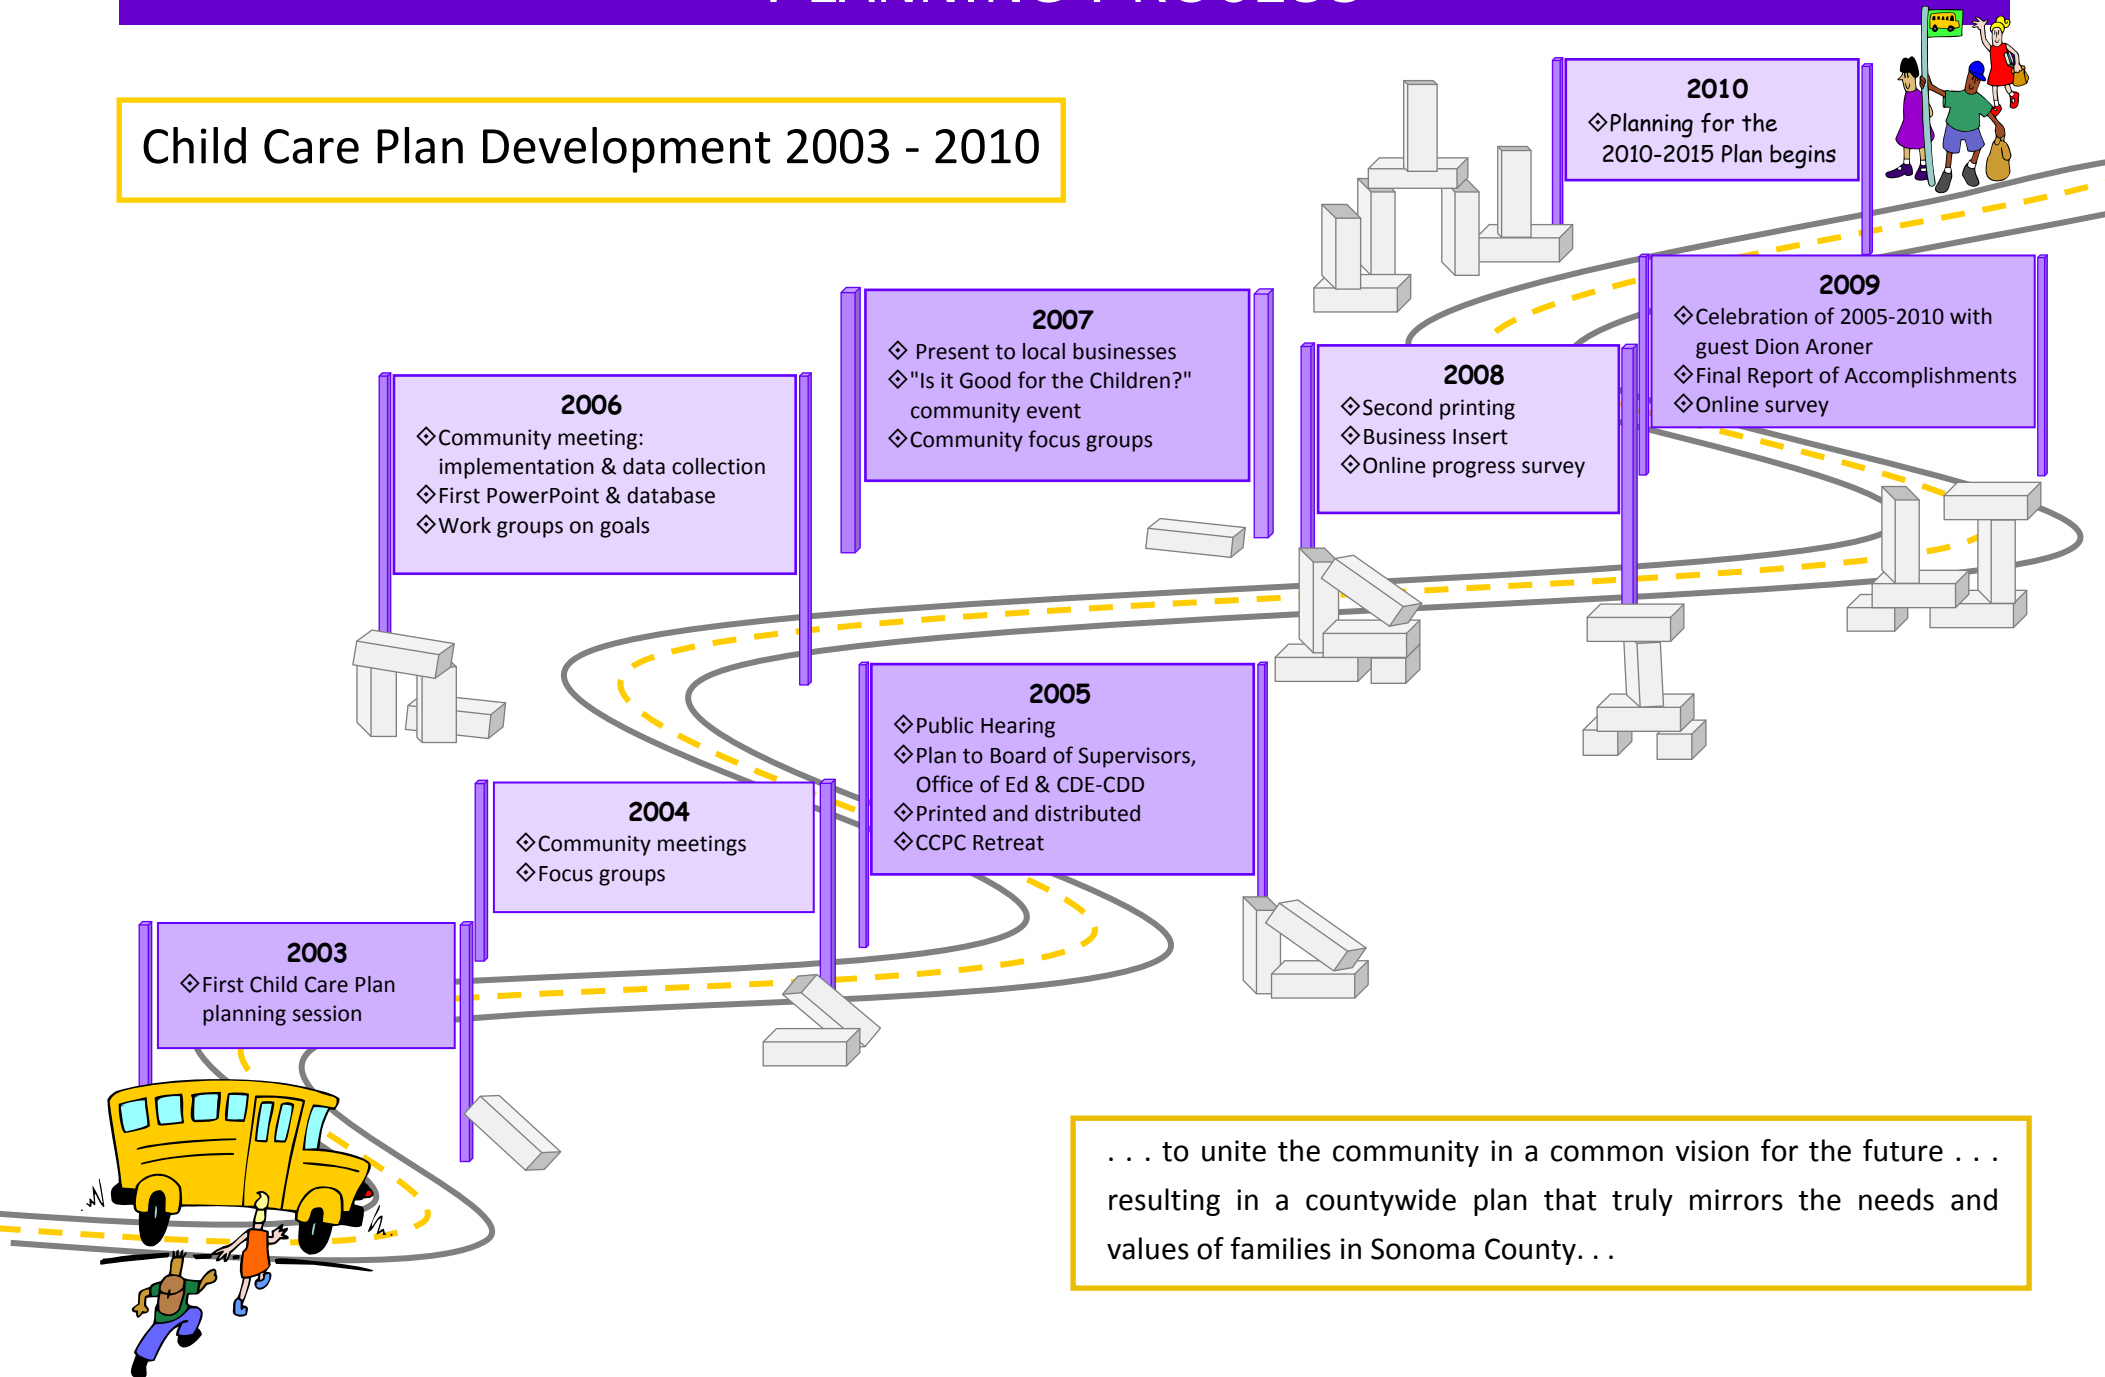 PLANNING PROCESS
Child Care Plan Development 2003 - 2010
2010
Planning for the
2010-2015 Plan begins
2009
Celebration of 2005-2010 with
guest Dion Aroner
Final Report of Accomplishments
Online survey
2007
Present to local businesses
"Is it Good for the Children?"
community event
Community focus groups
2008
Second printing
Business Insert
Online progress survey
2006
Community meeting:
implementation & data collection
First PowerPoint & database
Work groups on goals
2005
Public Hearing
Plan to Board of Supervisors,
Office of Ed & CDE-CDD
Printed and distributed
CCPC Retreat
2004
Community meetings
Focus groups
2003
First Child Care Plan
planning session
. . . to unite the community in a common vision for the future . . .
resulting in a countywide plan that truly mirrors the needs and
values of families in Sonoma County. . .